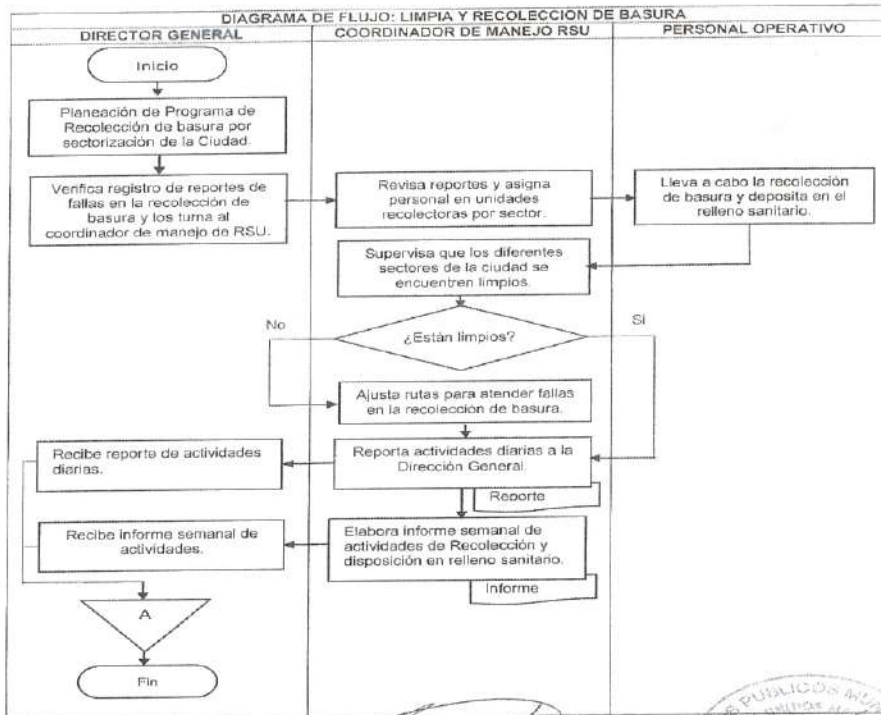 DIAGRAMA DE FLUJO: LIMPIA Y RECOLECCION DE BASURA
DIRECTOR GENERAL
COORDINADOR DE MANEJO RSU
PERSONAL OPERATIVO
Inicio
Planeación de Programa de
Recolección de basura por
sectorización de la Ciudad.
Verifica registro de reportes de
fallas en la recolección de
basura y los turna al
coordinador de manejo de RSU.
Revisa reportes y asigna
personal en unidades
recolectoras por sector.
Lleva a cabo la recolección
de basura y deposita en el
relleno sanitario.
Supervisa que los diferentes
sectores de la ciudad se
encuentren limpios.
No
¿Están limpios?
Si
Ajusta rutas para atender fallas
en la recolección de basura.
Reporta actividades diarias a la
Dirección General.
Recibe reporte de actividades
diarias.
Reporte
Elabora informe semanal de
actividades de Recolección y
disposición en relleno sanitario.
Recibe informe semanal de
actividades.
Informe
A
Fin
PUBLICOS